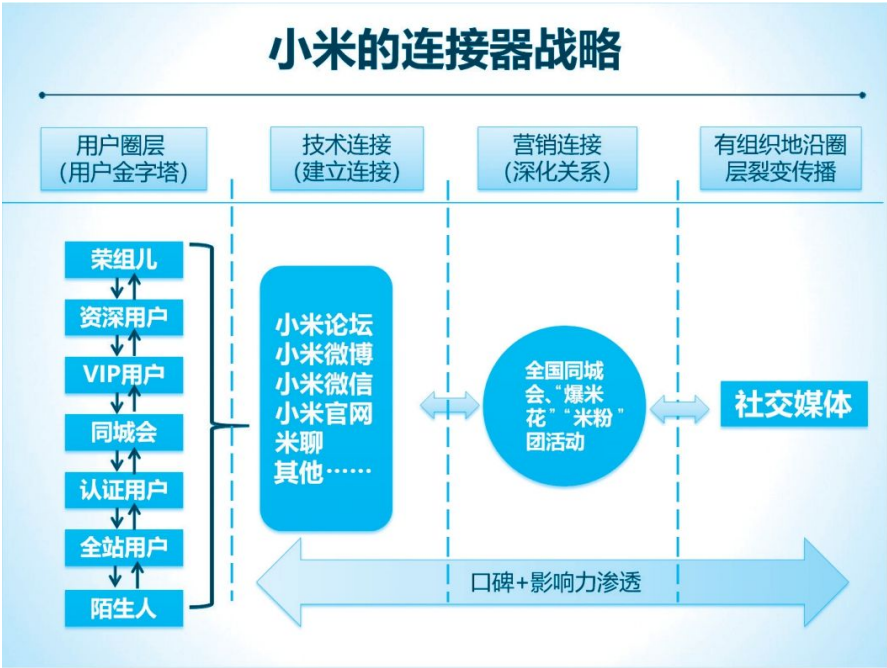 小米的连接器战略
用户圈层
（用户金字塔）
技术连接
（建立连接）
营销连接
（深化关系）
有组织地沿圈
层裂变传播
荣组儿
资深用户
VIP用户
同城会
认证用户
全站用户
陌生人
小米论坛
小米微博
小米微信
小米官网
米聊
其他……
全国同城
会、“爆米
花”“米粉”
团活动
社交媒体
口碑+影响力渗透